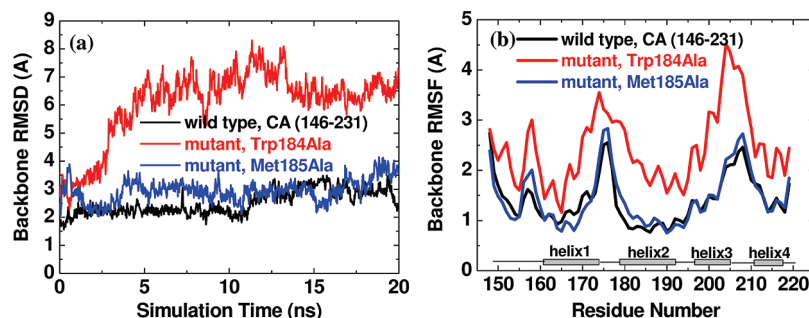 (a)
Backbone RMSD (A)
9
8
7
6
5
4
3
2
1
0
wild type, CA (146-231)
mutant, Trp184Ala
mutant, Met185Ala
0 5 10 15 20
Simulation Time (ns)
(b)
Backbone RMSF (A)
5
4
3
2
1
0
wild type, CA (146-231)
mutant, Trp184Ala
mutant, Met185Ala
helix1 helix2 helix3 helix4
150 160 170 180 190 200 210 220
Residue Number